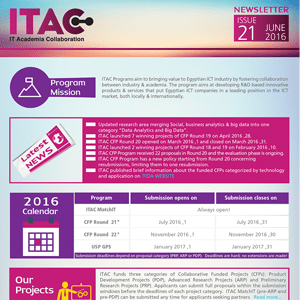 ITAC
IT Academia Collaboration
NEWSLETTER
ISSUE
21
JUNE
2016
Program
Mission
ITAC Programs aim to bringing value to Egyptian ICT industry by fostering collaboration
between industry & academia. The program aims at developing R&D based innovative
products & services that put Egyptian ICT companies in a leading position in the ICT
market, both locally & internationally.
Latest
NEWS
Updated research area merging Social, business analytics & big data into one
category "Data Analytics and Big Data".
ITAC launched 7 winning projects of CFP Round 19 on April 2016 ,28.
ITAC CFP Round 20 opened on March 2016 ,1 and closed on March 2016 ,31.
ITAC launched 2 winning projects of CFP Round 18 and 19 on February 2016 ,10.
ITAC CFP Program received 22 proposals in Round 20 and the evaluation phase is ongoing.
ITAC CFP Program has a new policy starting from Round 20 concerning
resubmissions, limiting them to one resubmission.
ITAC published brief information about the funded CFPs categorized by technology
and application on ITIDA WEBSITE
2016
Calendar
Program
Submission opens on
Submission closes on
ITAC MatchIT
Always open!
CFP Round 21*
July 2016 ,1
July 2016 ,31
CFP Round 22*
November 2016 ,1
November 2016 ,30
USP GPS
January 2017 ,1
January 2017 ,31
Submission deadlines depend on proposal category (PRP, ARP or PDP). Deadlines are hard, no extensions are made!
Our
Projects
ITAC funds three categories of Collaborative Funded Projects (CFPs): Product
Development Projects (PDP), Advanced Research Projects (ARP) and Preliminary
Research Projects (PRP). Applicants can submit full proposals within the submission
windows before the deadlines of each project category. ITAC MatchIT (pre-ARP and
pre-PDP) can be submitted any time for applicants seeking partners. Read more...